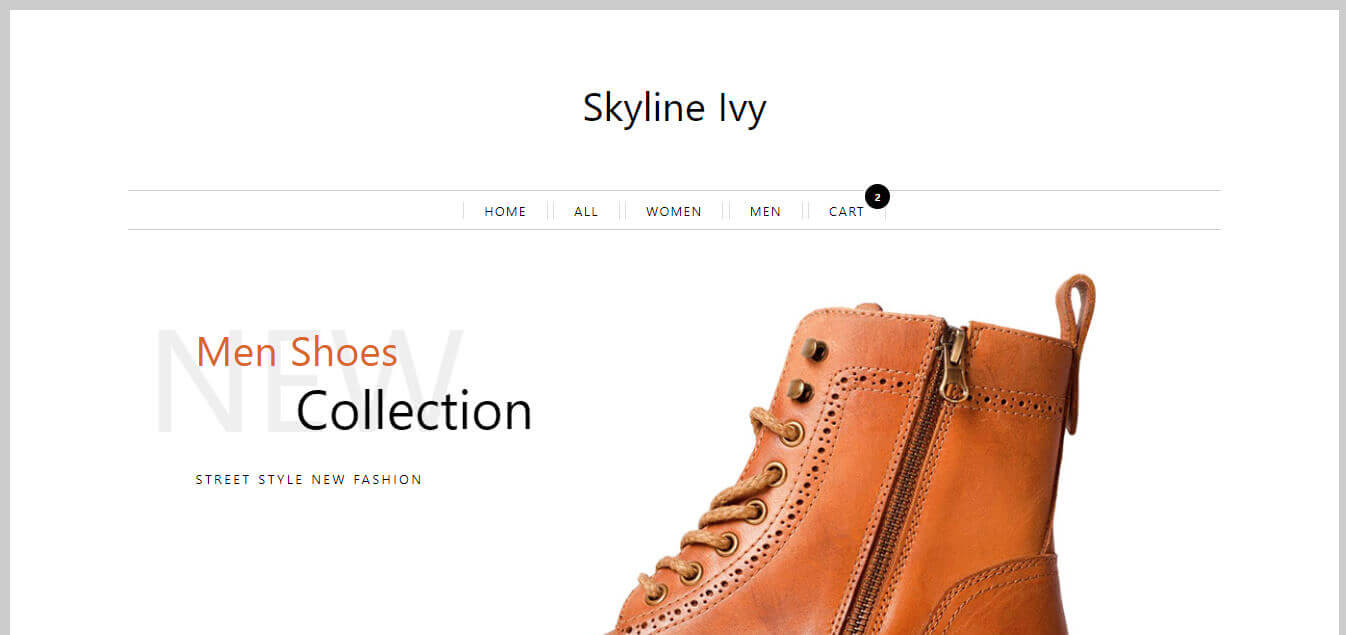 Skyline Ivy
HOME ALL WOMEN MEN CART 2
NEW
Men Shoes
Collection
STREET STYLE NEW FASHION